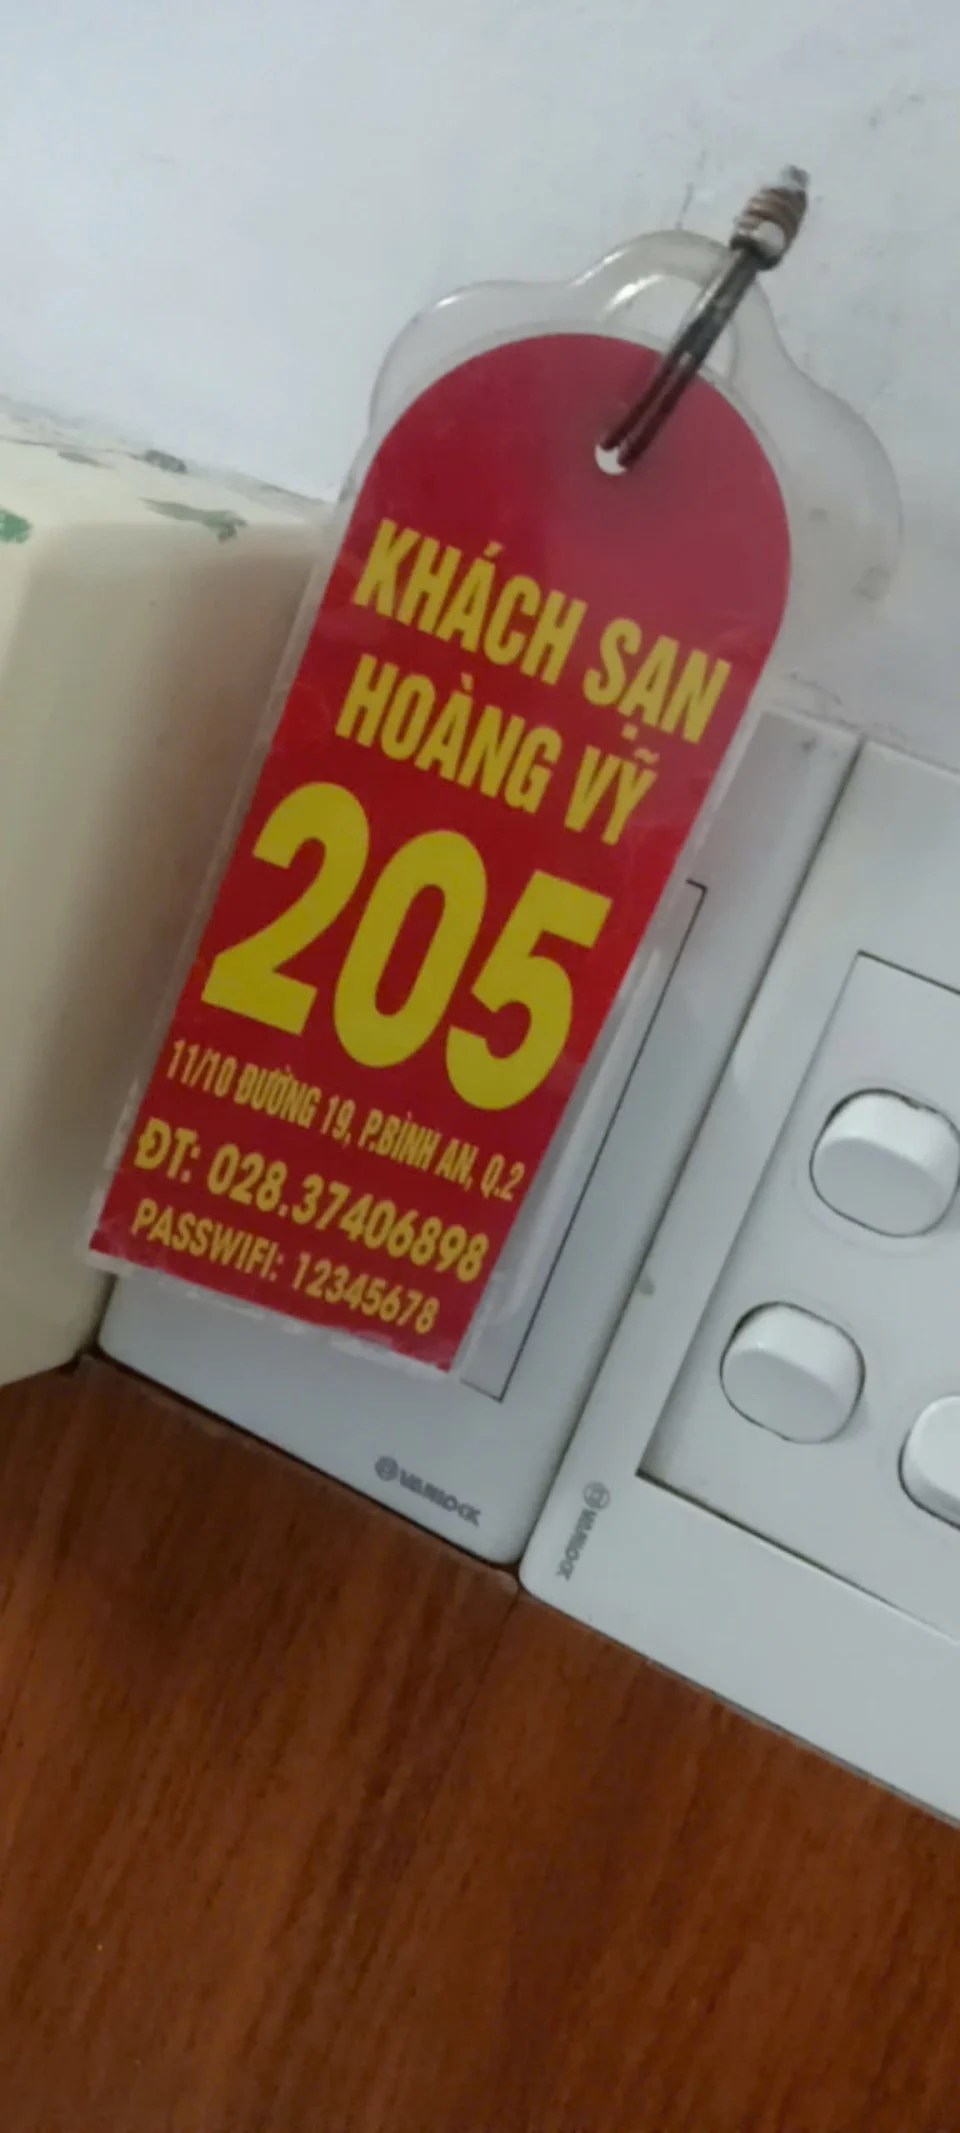 KHÁCH SẠN
HOÀNG VỸ
205
11/10 ĐƯỜNG 19, P.BÌNH AN, Q.2
ĐT: 028.37406898
PASSWIFI: 12345678